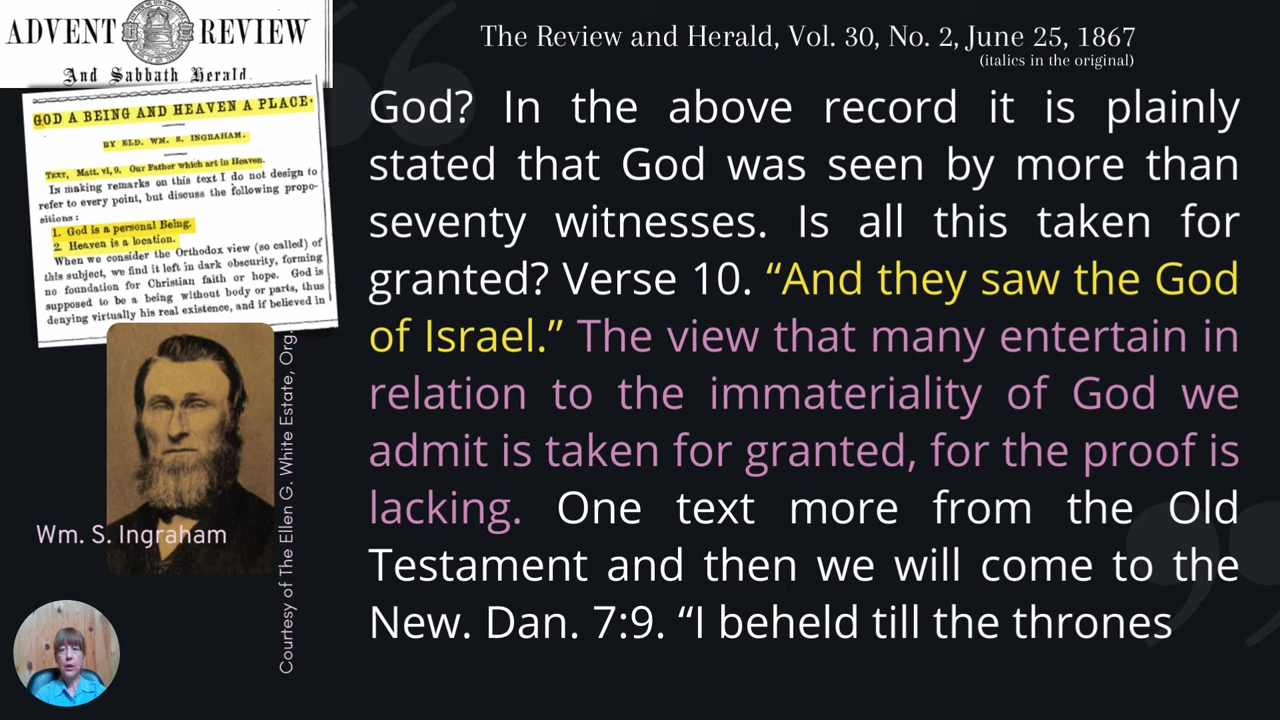 ADVENT REVIEW
And Sabbath Herald.
GOD A BEING AND HEAVEN A PLACE.
BY ELD. WM. S. INGRAHAM.
TEXT, Matt. vi, 9. Our Father which art in Heaven.
IN making remarks on this text I do not design to
refer to every point, but discuss the following propo-
sitions:
1. God is a personal Being.
2. Heaven is a location.
When we consider the Orthodox view (so called) of
this subject, we find it left in dark obscurity, forming
no foundation for Christian faith or hope. God is
supposed to be a being without body or parts, thus
denying virtually his real existence, and if believed in
Wm. S. Ingraham
Courtesy of The Ellen G. White Estate, Org.
The Review and Herald, Vol. 30, No. 2, June 25, 1867
(italics in the original)
God? In the above record it is plainly
stated that God was seen by more than
seventy witnesses. Is all this taken for
granted? Verse 10. “And they saw the God
of Israel.” The view that many entertain in
relation to the immateriality of God we
admit is taken for granted, for the proof is
lacking. One text more from the Old
Testament and then we will come to the
New. Dan. 7:9. “I beheld till the thrones